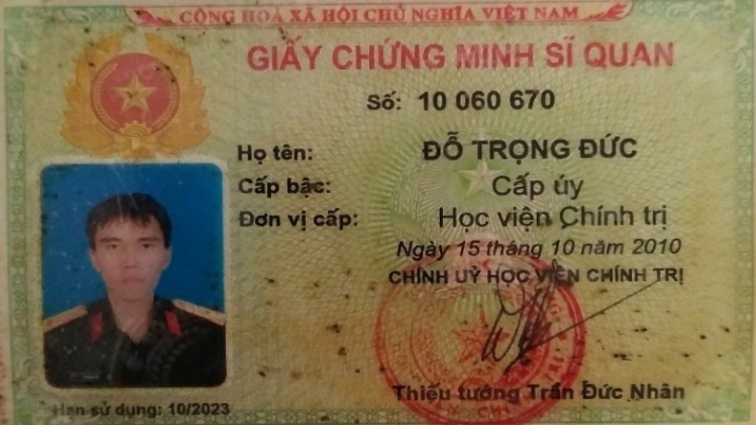 CỘNG HOÀ XÃ HỘI CHỦ NGHĨA VIỆT NAM
GIẤY CHỨNG MINH SĨ QUAN
Số: 10 060 670
Họ tên: ĐỖ TRỌNG ĐỨC
Cấp bậc: Cấp úy
Đơn vị cấp: Học viện Chính trị
Ngày 15 tháng 10 năm 2010
CHÍNH UỶ HỌC VIỆN CHÍNH TRỊ
Thiếu tướng Trần Đức Nhân
Hạn sử dụng: 10/2023